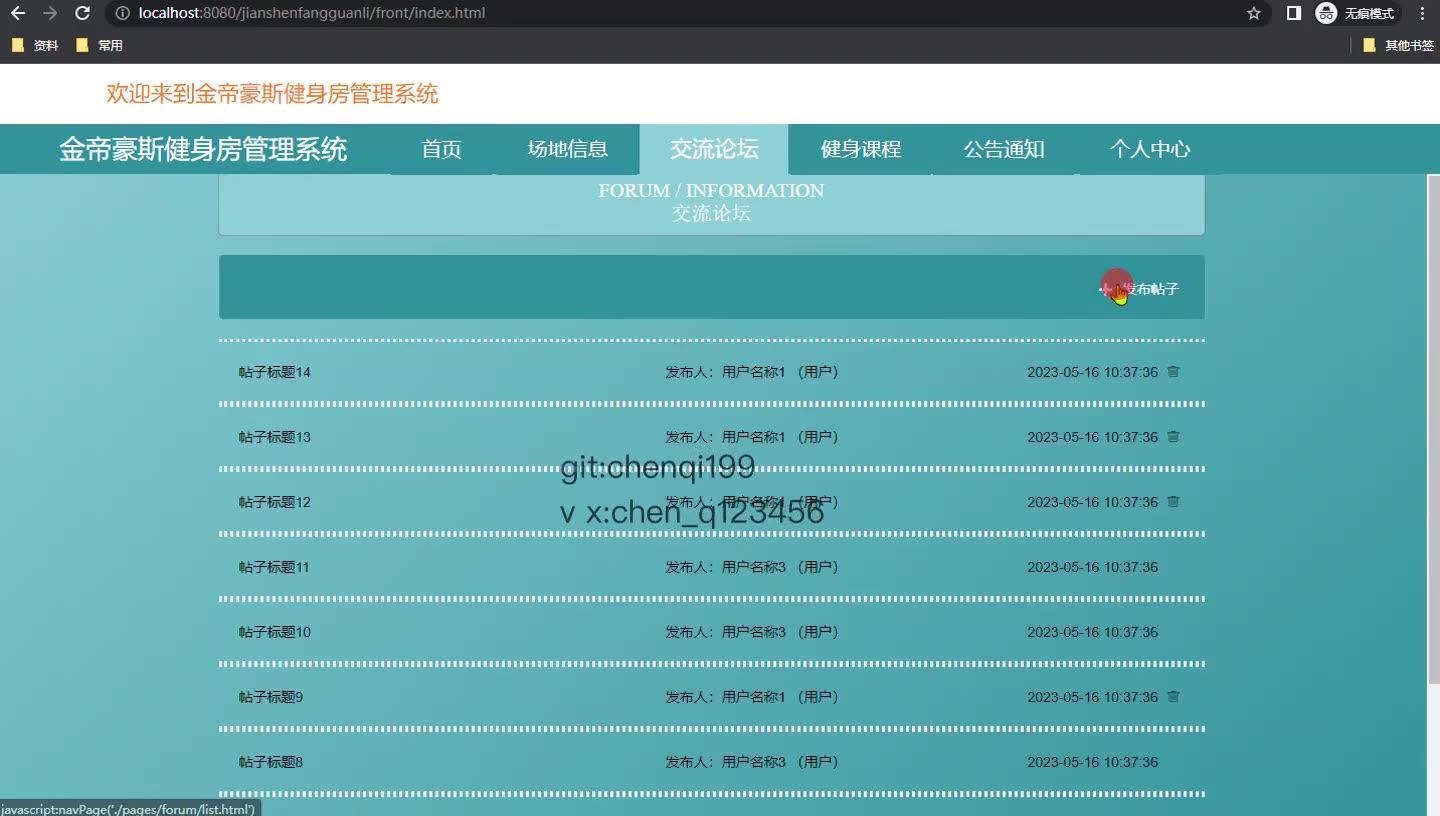 localhost:8080/jianshenfangguanli/front/index.html
无痕模式
资料 常用 其他书签
欢迎来到金帝豪斯健身房管理系统
金帝豪斯健身房管理系统 首页 场地信息 交流论坛 健身课程 公告通知 个人中心
FORUM / INFORMATION
交流论坛
+ 发布帖子
帖子标题14 发布人：用户名称1 （用户） 2023-05-16 10:37:36
帖子标题13 发布人：用户名称1 （用户） 2023-05-16 10:37:36
git:chenqi199
帖子标题12 发布人：用户名称1 （用户） 2023-05-16 10:37:36
v x:chen_q123456
帖子标题11 发布人：用户名称3 （用户） 2023-05-16 10:37:36
帖子标题10 发布人：用户名称3 （用户） 2023-05-16 10:37:36
帖子标题9 发布人：用户名称1 （用户） 2023-05-16 10:37:36
帖子标题8 发布人：用户名称3 （用户） 2023-05-16 10:37:36
javascript:navPage('./pages/forum/list.html')